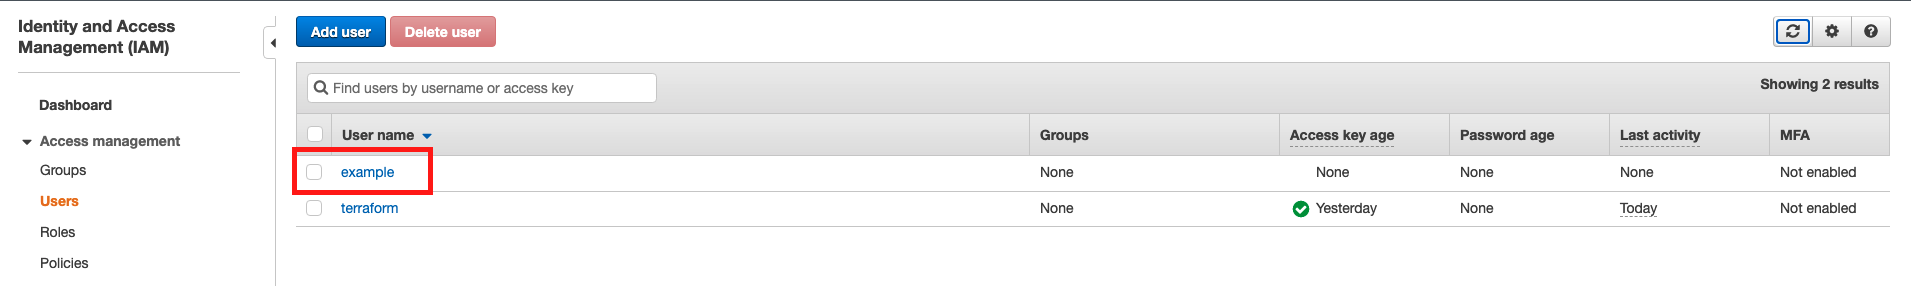 Identity and Access
Management (IAM)
Dashboard
Access management
Groups
Users
Roles
Policies
Add user Delete user
Find users by username or access key Showing 2 results
User name Groups Access key age Password age Last activity MFA
example None None None None Not enabled
terraform None Yesterday None Today Not enabled